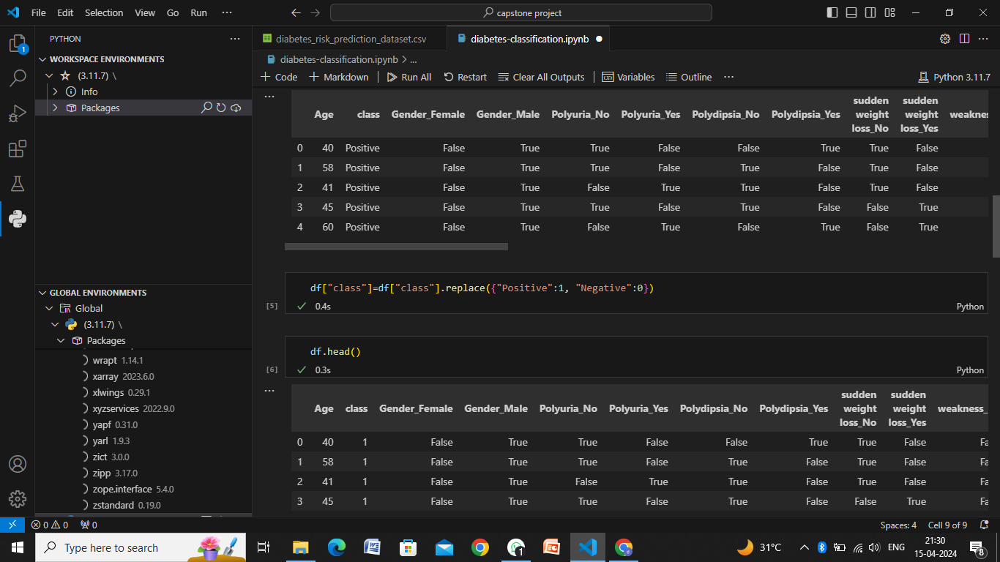 File Edit Selection View Go Run ···
capstone project
PYTHON
WORKSPACE ENVIRONMENTS
(3.11.7) \
Info
Packages
GLOBAL ENVIRONMENTS
Global
(3.11.7) \
Packages
wrapt 1.14.1
xarray 2023.6.0
xlwings 0.29.1
xyzservices 2022.9.0
yapf 0.31.0
yarl 1.9.3
zict 3.0.0
zipp 3.17.0
zope.interface 5.4.0
zstandard 0.19.0
1
diabetes_risk_prediction_dataset.csv diabetes-classification.ipynb
diabetes-classification.ipynb > ...
+ Code + Markdown Run All Restart Clear All Outputs Variables Outline ··· Python 3.11.7
Age class Gender_Female Gender_Male Polyuria_No Polyuria_Yes Polydipsia_No Polydipsia_Yes sudden weight loss_No sudden weight loss_Yes weakness
0 40 Positive False True True False False True True False
1 58 Positive False True True False True False True False
2 41 Positive False True False True True False True False
3 45 Positive False True True False True False False True
4 60 Positive False True False True False True False True
df["class"]=df["class"].replace({"Positive":1, "Negative":0})
[5] 0.4s Python
df.head()
[6] 0.3s Python
Age class Gender_Female Gender_Male Polyuria_No Polyuria_Yes Polydipsia_No Polydipsia_Yes sudden weight loss_No sudden weight loss_Yes weakness_
0 40 1 False True True False False True True False Fa
1 58 1 False True True False True False True False Fa
2 41 1 False True False True True False True False Fa
3 45 1 False True True False True False False True Fa
0 0 0 Spaces: 4 Cell 9 of 9
Type here to search
1
31°C ENG 21:30
15-04-2024
8